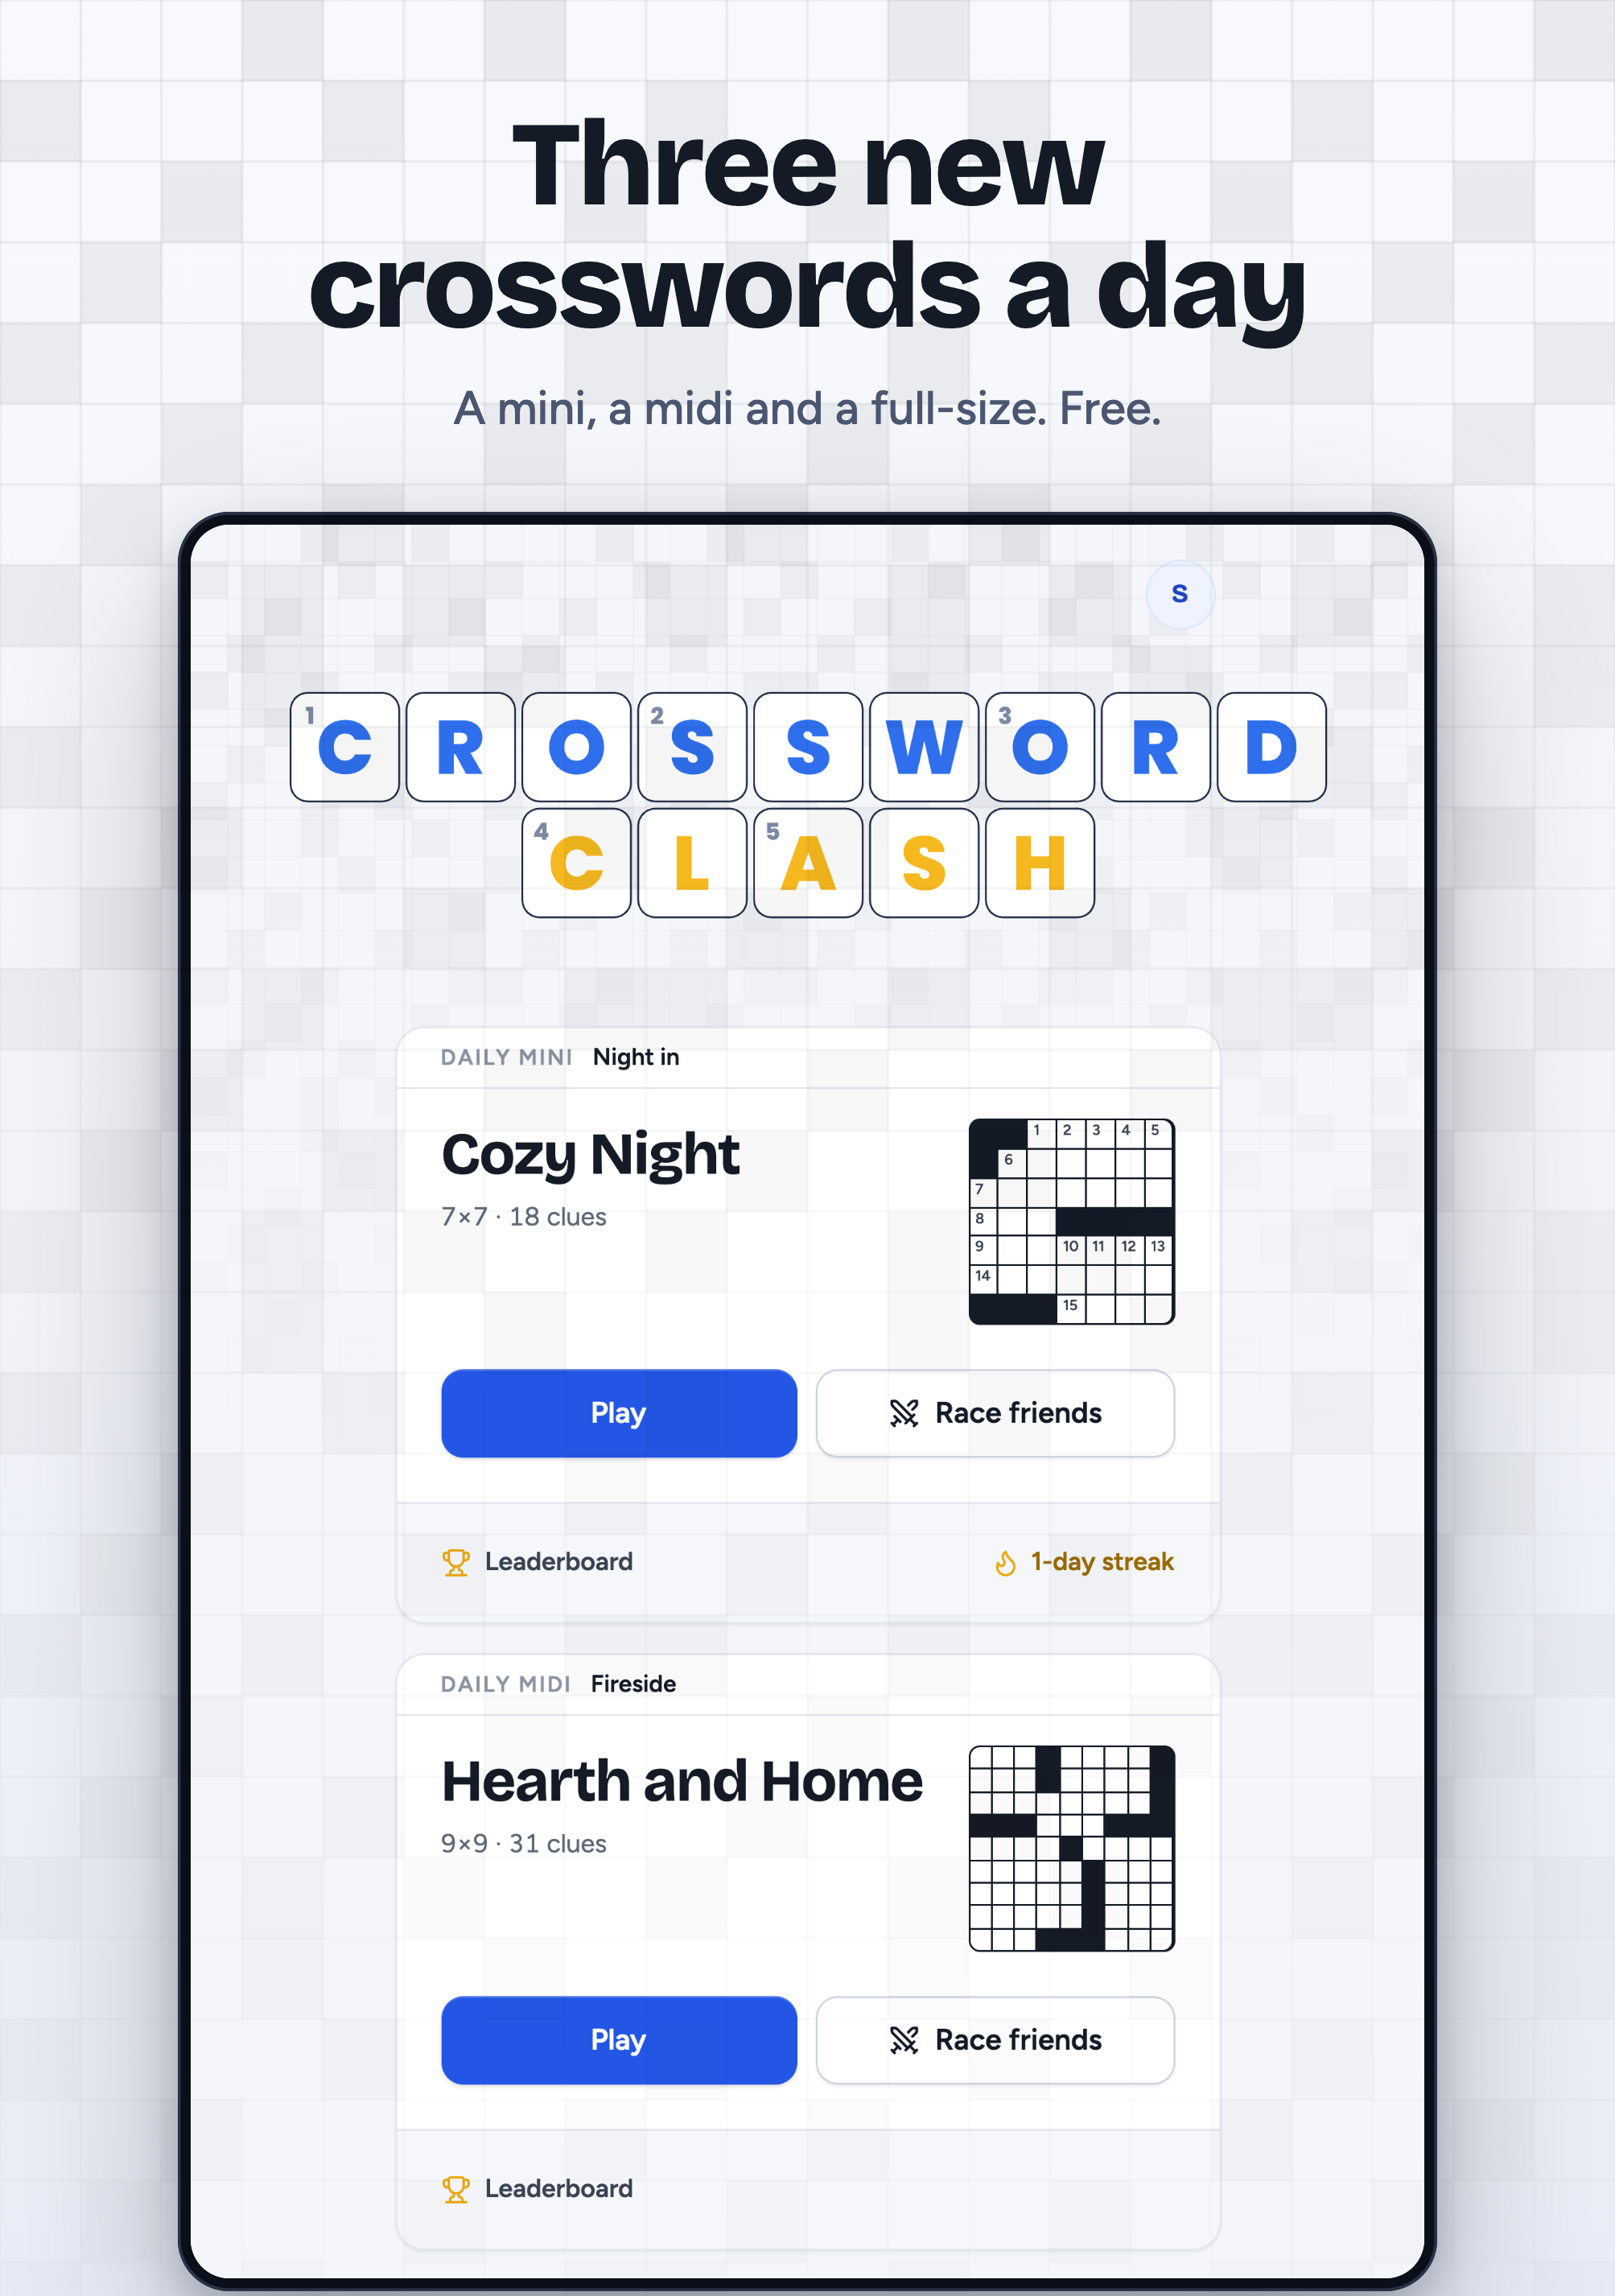 Three new
crosswords a day
A mini, a midi and a full-size. Free.
S
1 C R O 2 S S W 3 O R D
4 C L 5 A S H
DAILY MINI Night in
Cozy Night
7×7 · 18 clues
1 2 3 4 5
6
7
8
9 10 11 12 13
14
15
Play
Race friends
Leaderboard
1-day streak
DAILY MIDI Fireside
Hearth and Home
9×9 · 31 clues
Play
Race friends
Leaderboard